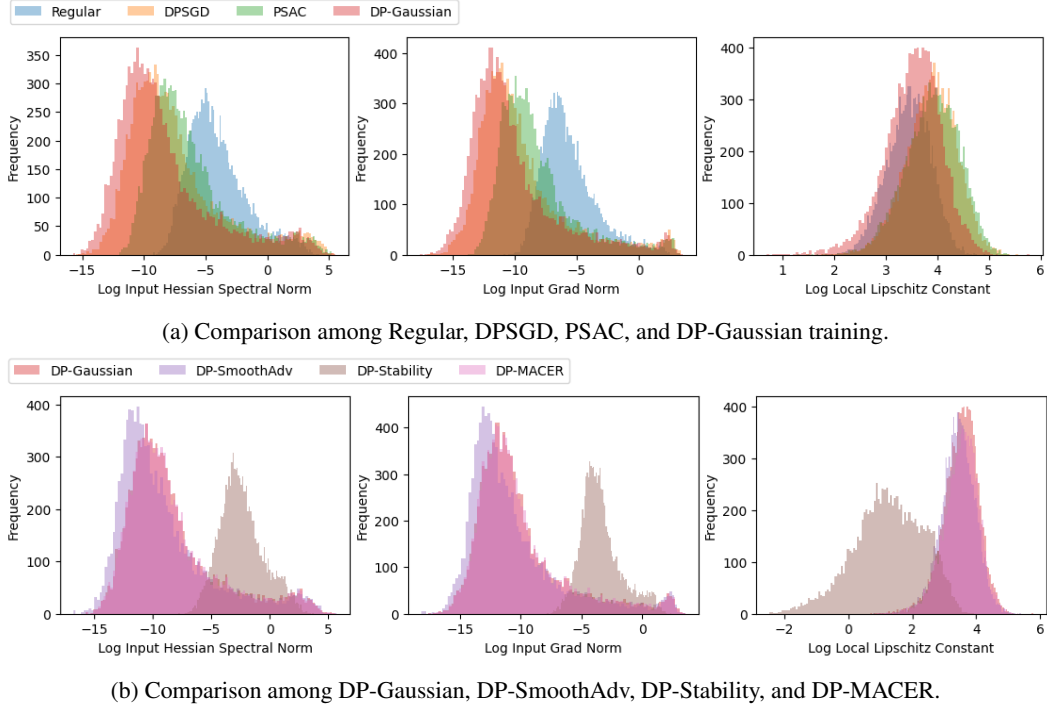 Regular DPSGD PSAC DP-Gaussian
350
300
250
200
150
100
50
0
Frequency
−15 −10 −5 0 5
Log Input Hessian Spectral Norm
400
300
200
100
0
Frequency
−15 −10 −5 0
Log Input Grad Norm
400
300
200
100
0
Frequency
1 2 3 4 5 6
Log Local Lipschitz Constant
(a) Comparison among Regular, DPSGD, PSAC, and DP-Gaussian training.
DP-Gaussian DP-SmoothAdv DP-Stability DP-MACER
400
300
200
100
0
Frequency
−15 −10 −5 0 5
Log Input Hessian Spectral Norm
400
300
200
100
0
Frequency
−15 −10 −5 0
Log Input Grad Norm
400
300
200
100
0
Frequency
−2 0 2 4 6
Log Local Lipschitz Constant
(b) Comparison among DP-Gaussian, DP-SmoothAdv, DP-Stability, and DP-MACER.